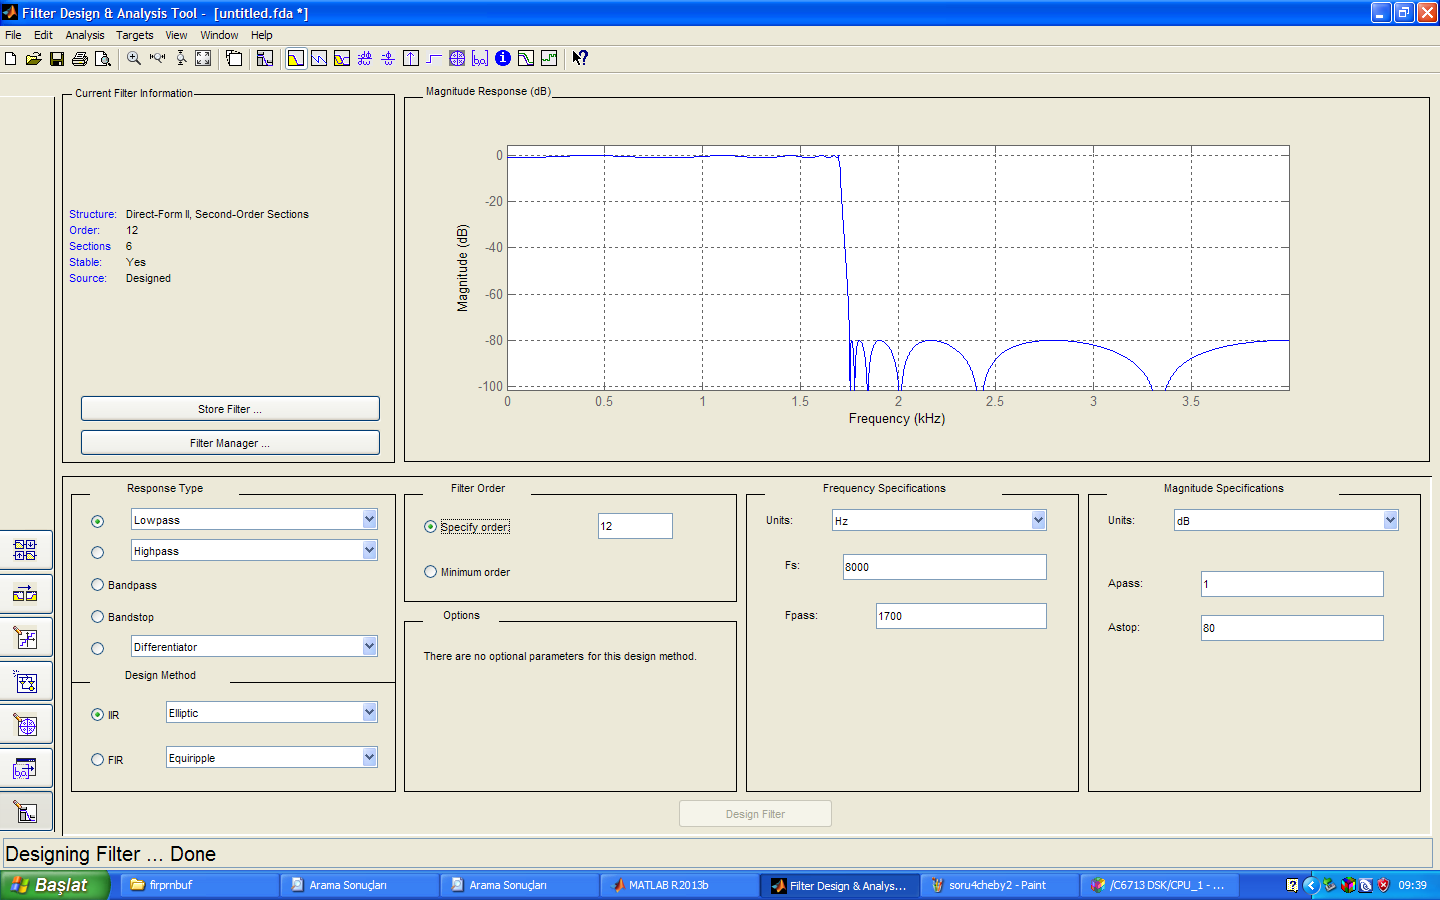 Filter Design & Analysis Tool - [untitled.fda *]
File Edit Analysis Targets View Window Help
Current Filter Information
Structure: Direct-Form II, Second-Order Sections
Order: 12
Sections 6
Stable: Yes
Source: Designed
Store Filter ...
Filter Manager ...
Magnitude Response (dB)
Magnitude (dB)
0
-20
-40
-60
-80
-100
0 0.5 1 1.5 2 2.5 3 3.5
Frequency (kHz)
Response Type
Lowpass
Highpass
Bandpass
Bandstop
Differentiator
Design Method
IIR Elliptic
FIR Equiripple
Filter Order
Specify order: 12
Minimum order
Options
There are no optional parameters for this design method.
Frequency Specifications
Units: Hz
Fs: 8000
Fpass: 1700
Magnitude Specifications
Units: dB
Apass: 1
Astop: 80
Design Filter
Designing Filter ... Done
Başlat firprnbuf Arama Sonuçları Arama Sonuçları MATLAB R2013b Filter Design & Analys... soru4cheby2 - Paint /C6713 DSK/CPU_1 - ... 09:39